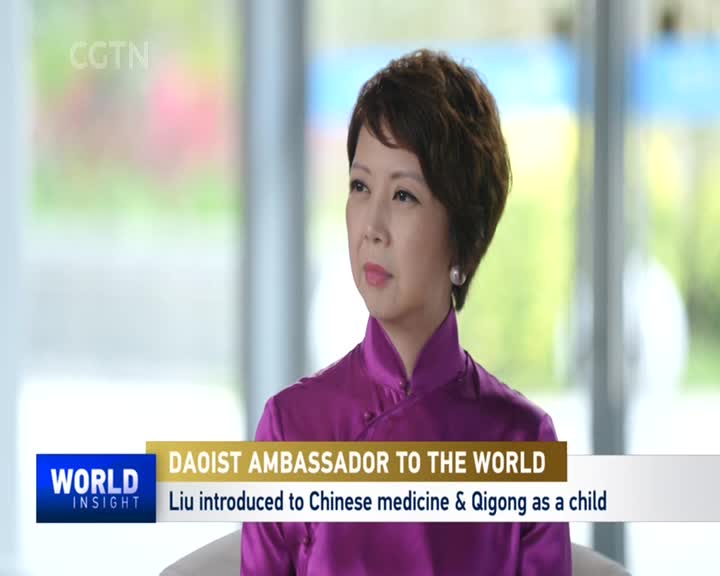 CGTN
DAOIST AMBASSADOR TO THE WORLD
WORLD
INSIGHT
Liu introduced to Chinese medicine & Qigong as a child